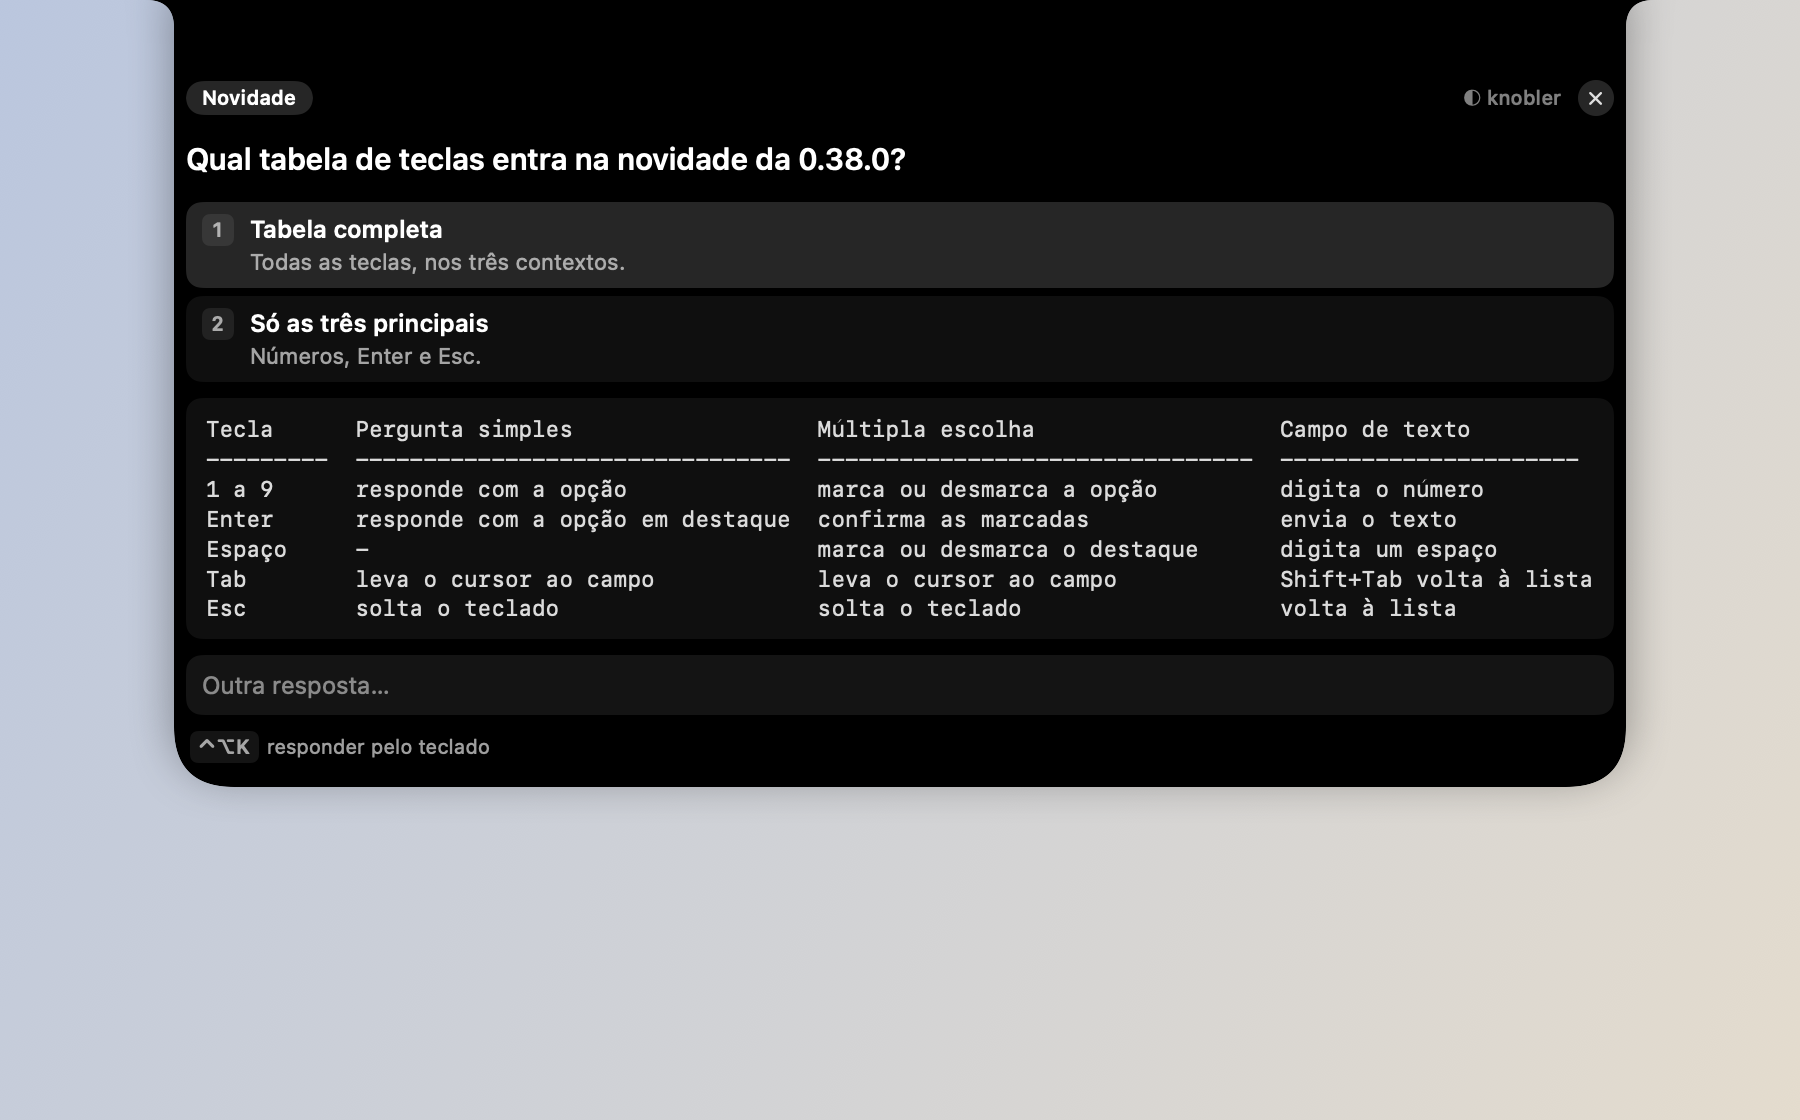 Novidade
knobler
Qual tabela de teclas entra na novidade da 0.38.0?
1 Tabela completa
Todas as teclas, nos três contextos.
2 Só as três principais
Números, Enter e Esc.
Tecla Pergunta simples Múltipla escolha Campo de texto
————————— ———————————————————————————————— ———————————————————————————————— ——————————————————————
1 a 9 responde com a opção marca ou desmarca a opção digita o número
Enter responde com a opção em destaque confirma as marcadas envia o texto
Espaço — marca ou desmarca o destaque digita um espaço
Tab leva o cursor ao campo leva o cursor ao campo Shift+Tab volta à lista
Esc solta o teclado solta o teclado volta à lista
Outra resposta...
^⌥K responder pelo teclado